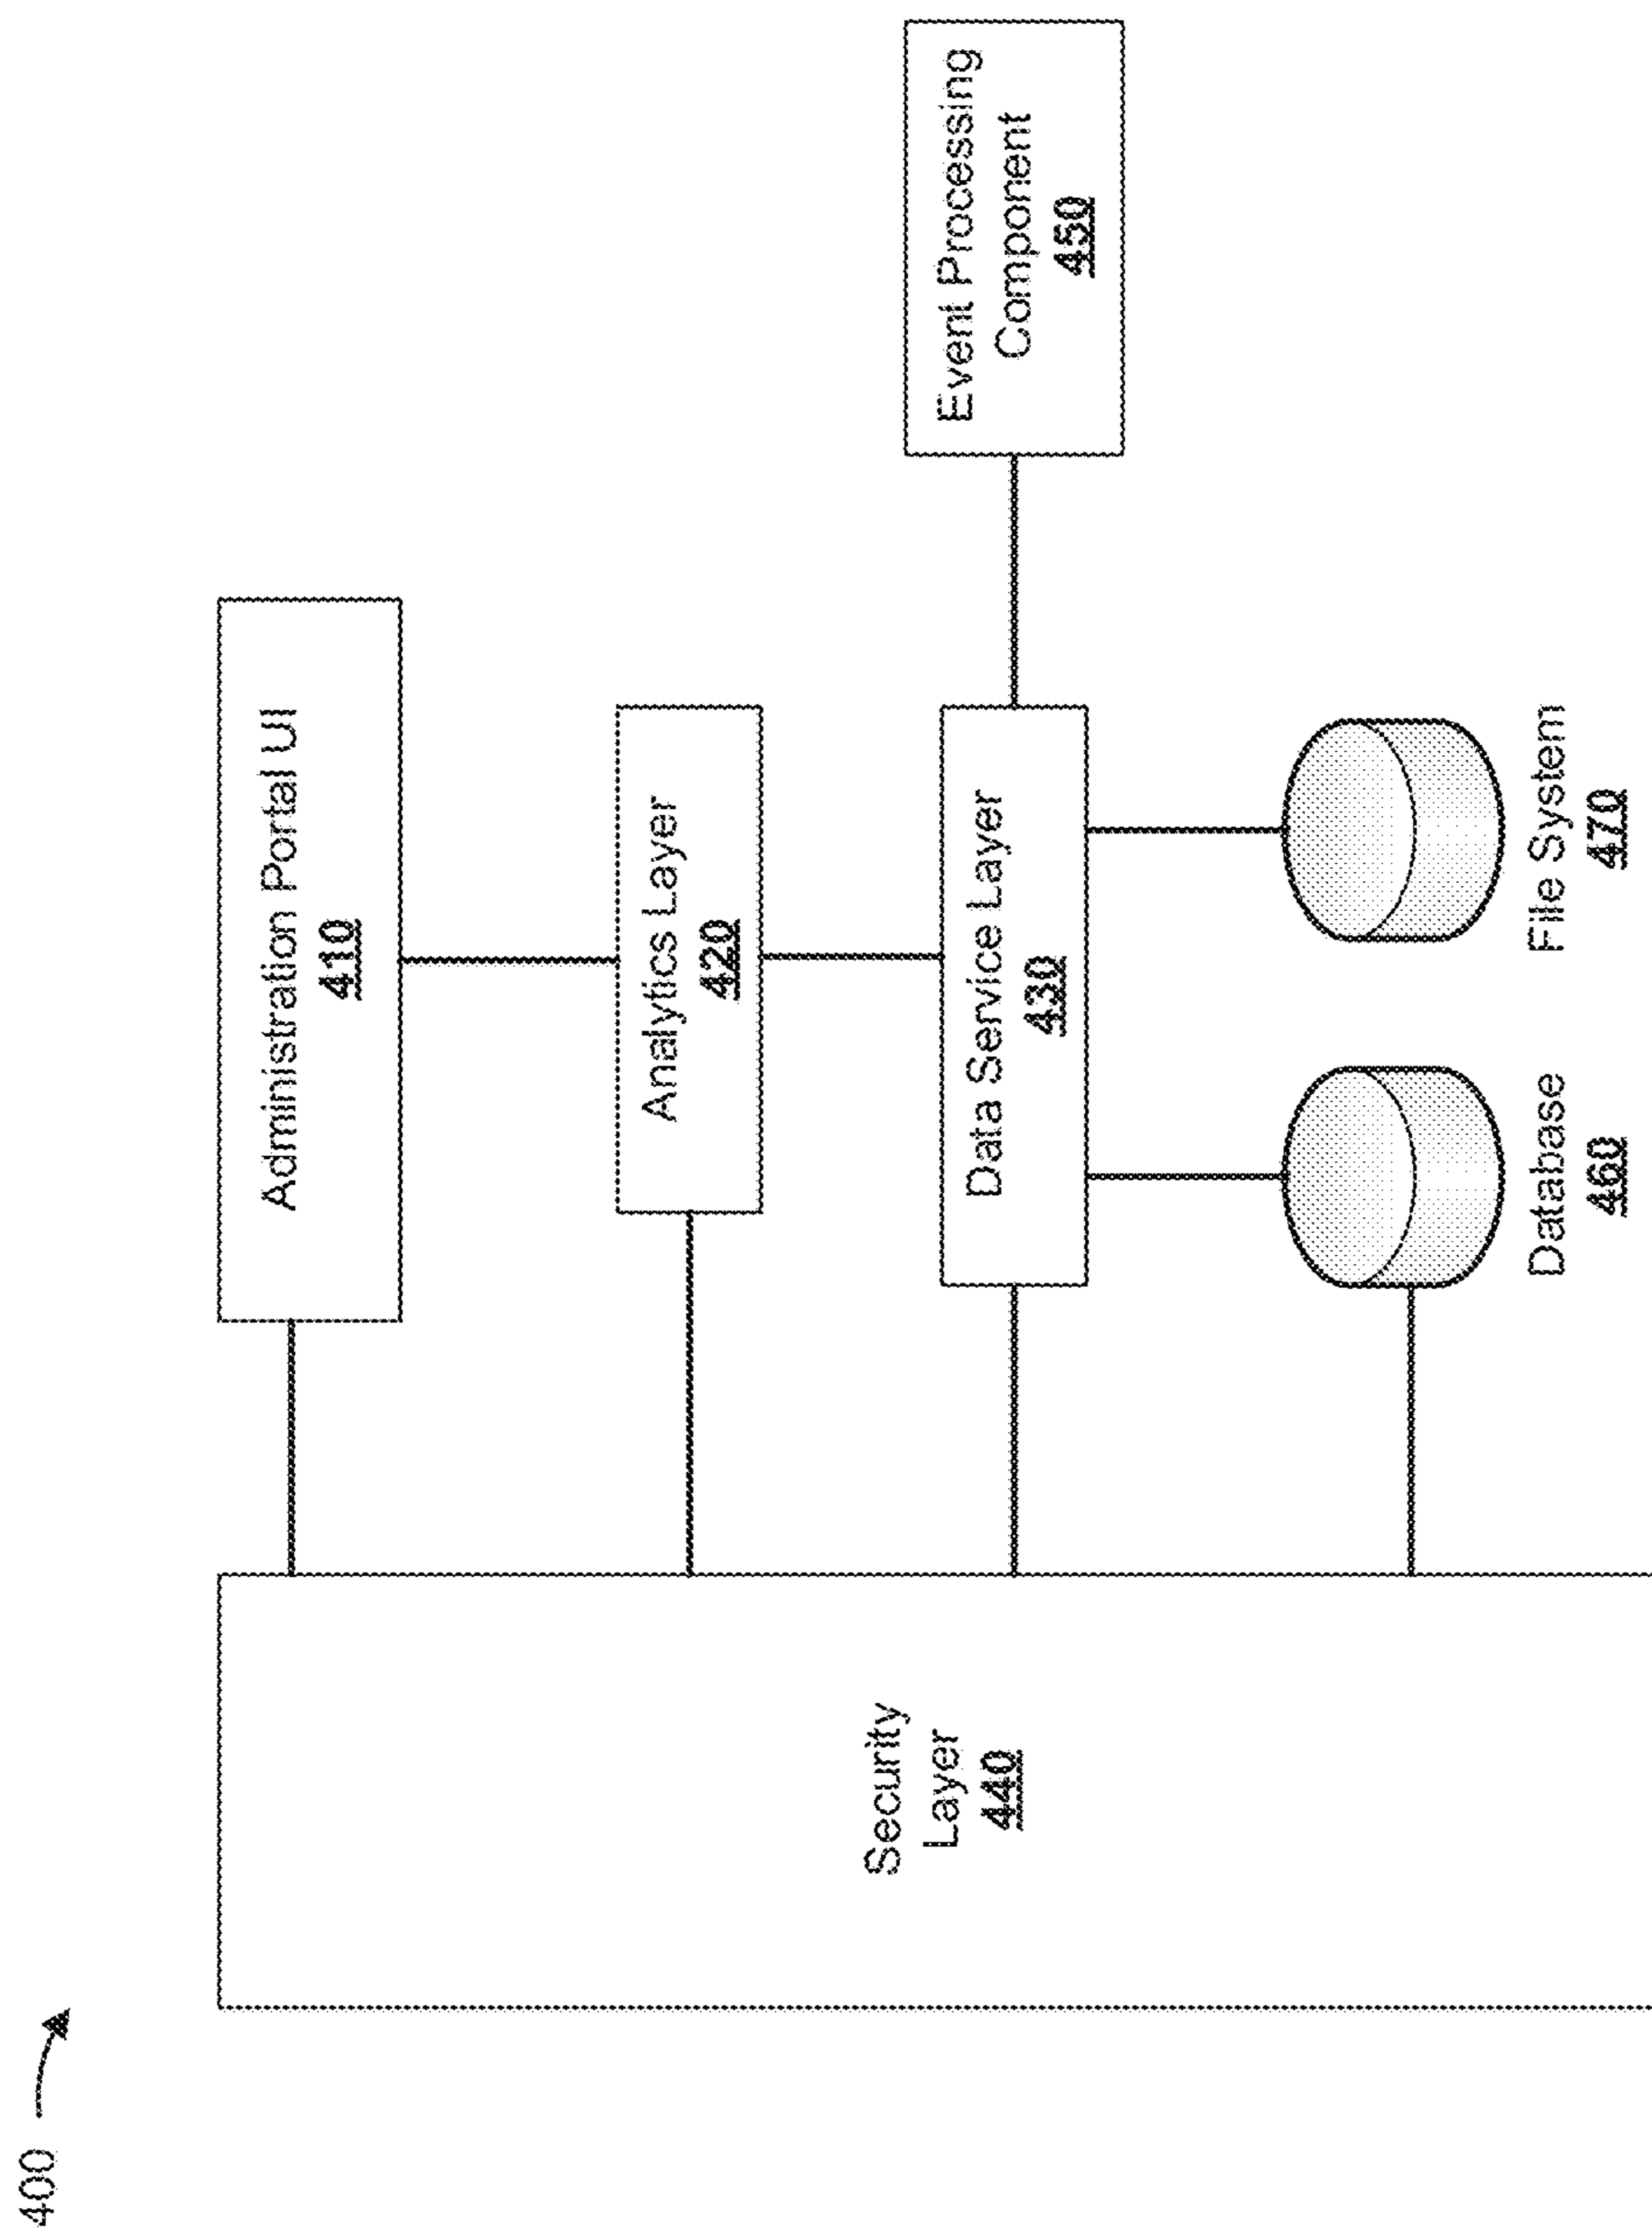 400
Administration Portal UI
410
Analytics Layer
420
Security
Layer
440
Data Service Layer
430
Event Processing
Component
450
Database
460
File System
470